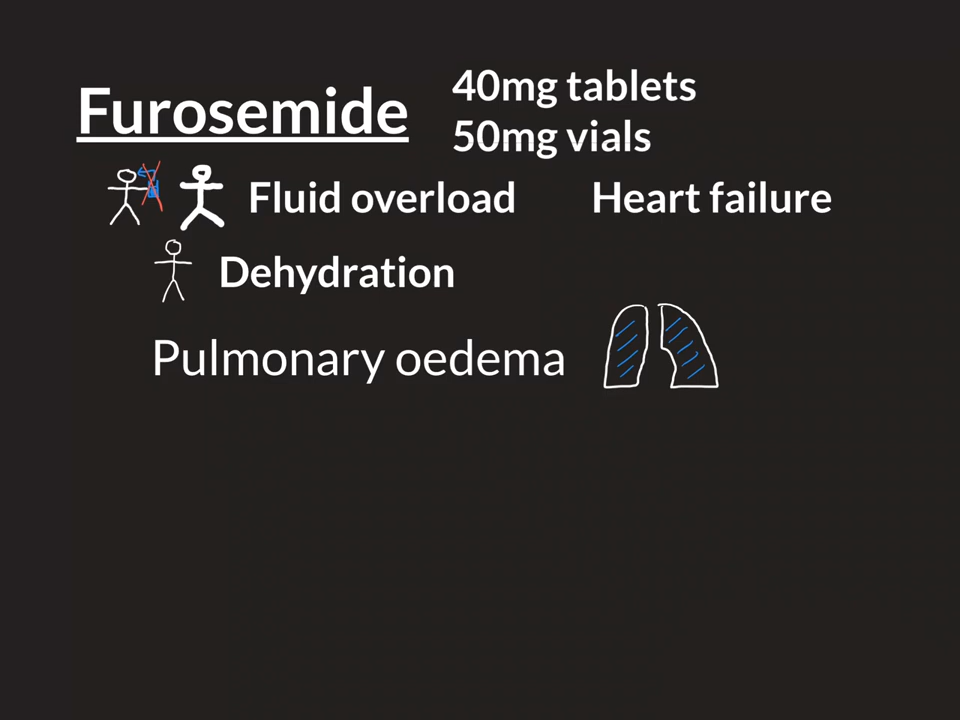 Furosemide
40mg tablets
50mg vials
Fluid overload
Heart failure
Dehydration
Pulmonary oedema